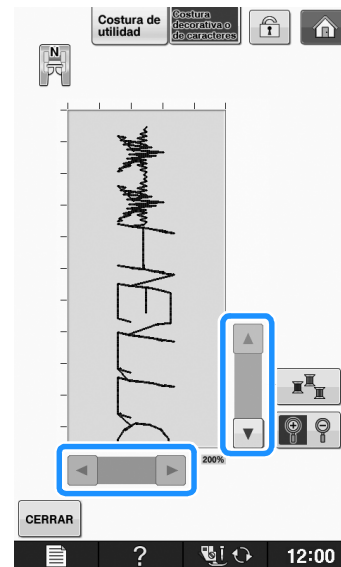 Costura de
utilidad
Costura
decorativa o
de caracteres
N
HELLO
200%
CERRAR
?
12:00